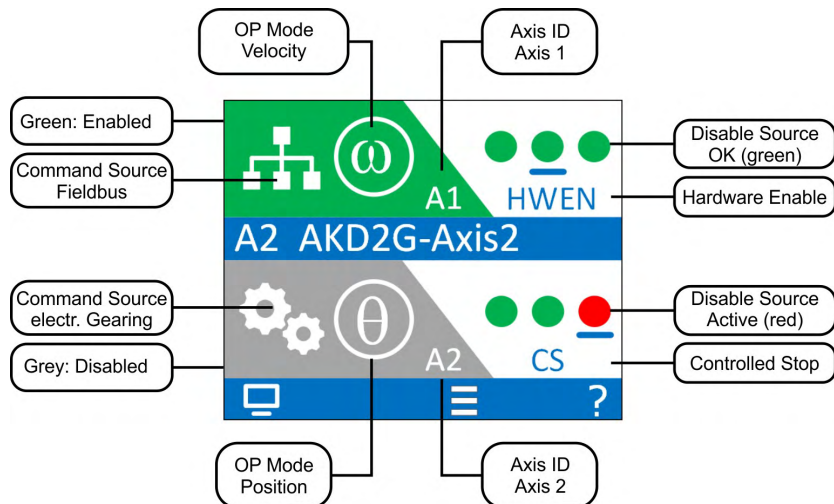 OP Mode
Velocity
Axis ID
Axis 1
Green: Enabled
Command Source
Fieldbus
ω
A1
HWEN
Disable Source
OK (green)
Hardware Enable
A2 AKD2G-Axis2
Command Source
electr. Gearing
Grey: Disabled
θ
A2
CS
Disable Source
Active (red)
Controlled Stop
?
OP Mode
Position
Axis ID
Axis 2